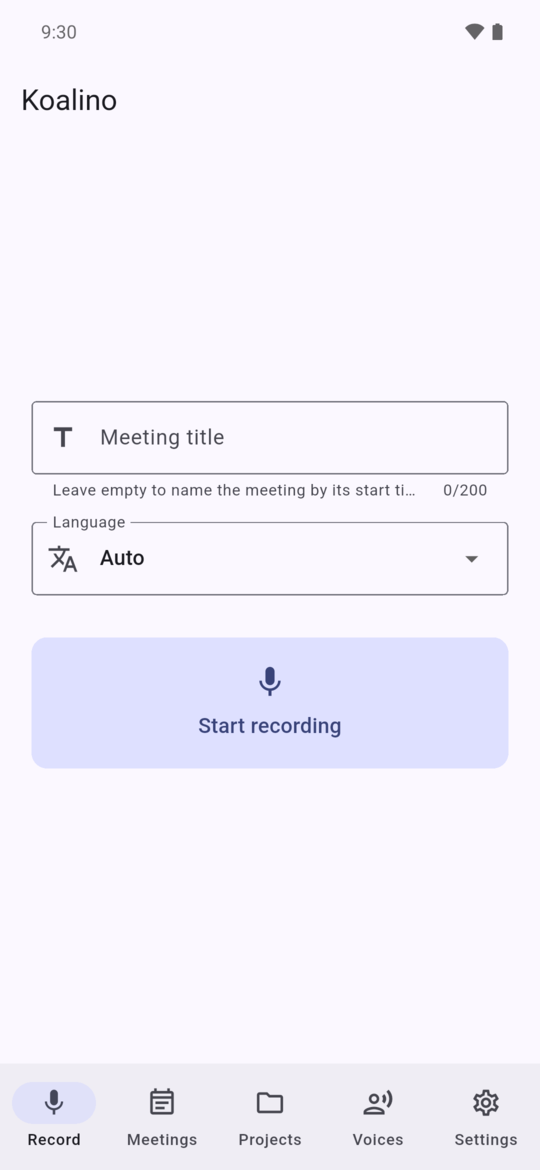 9:30
Koalino
Meeting title
Leave empty to name the meeting by its start ti… 0/200
Language
Auto
Start recording
Record Meetings Projects Voices Settings